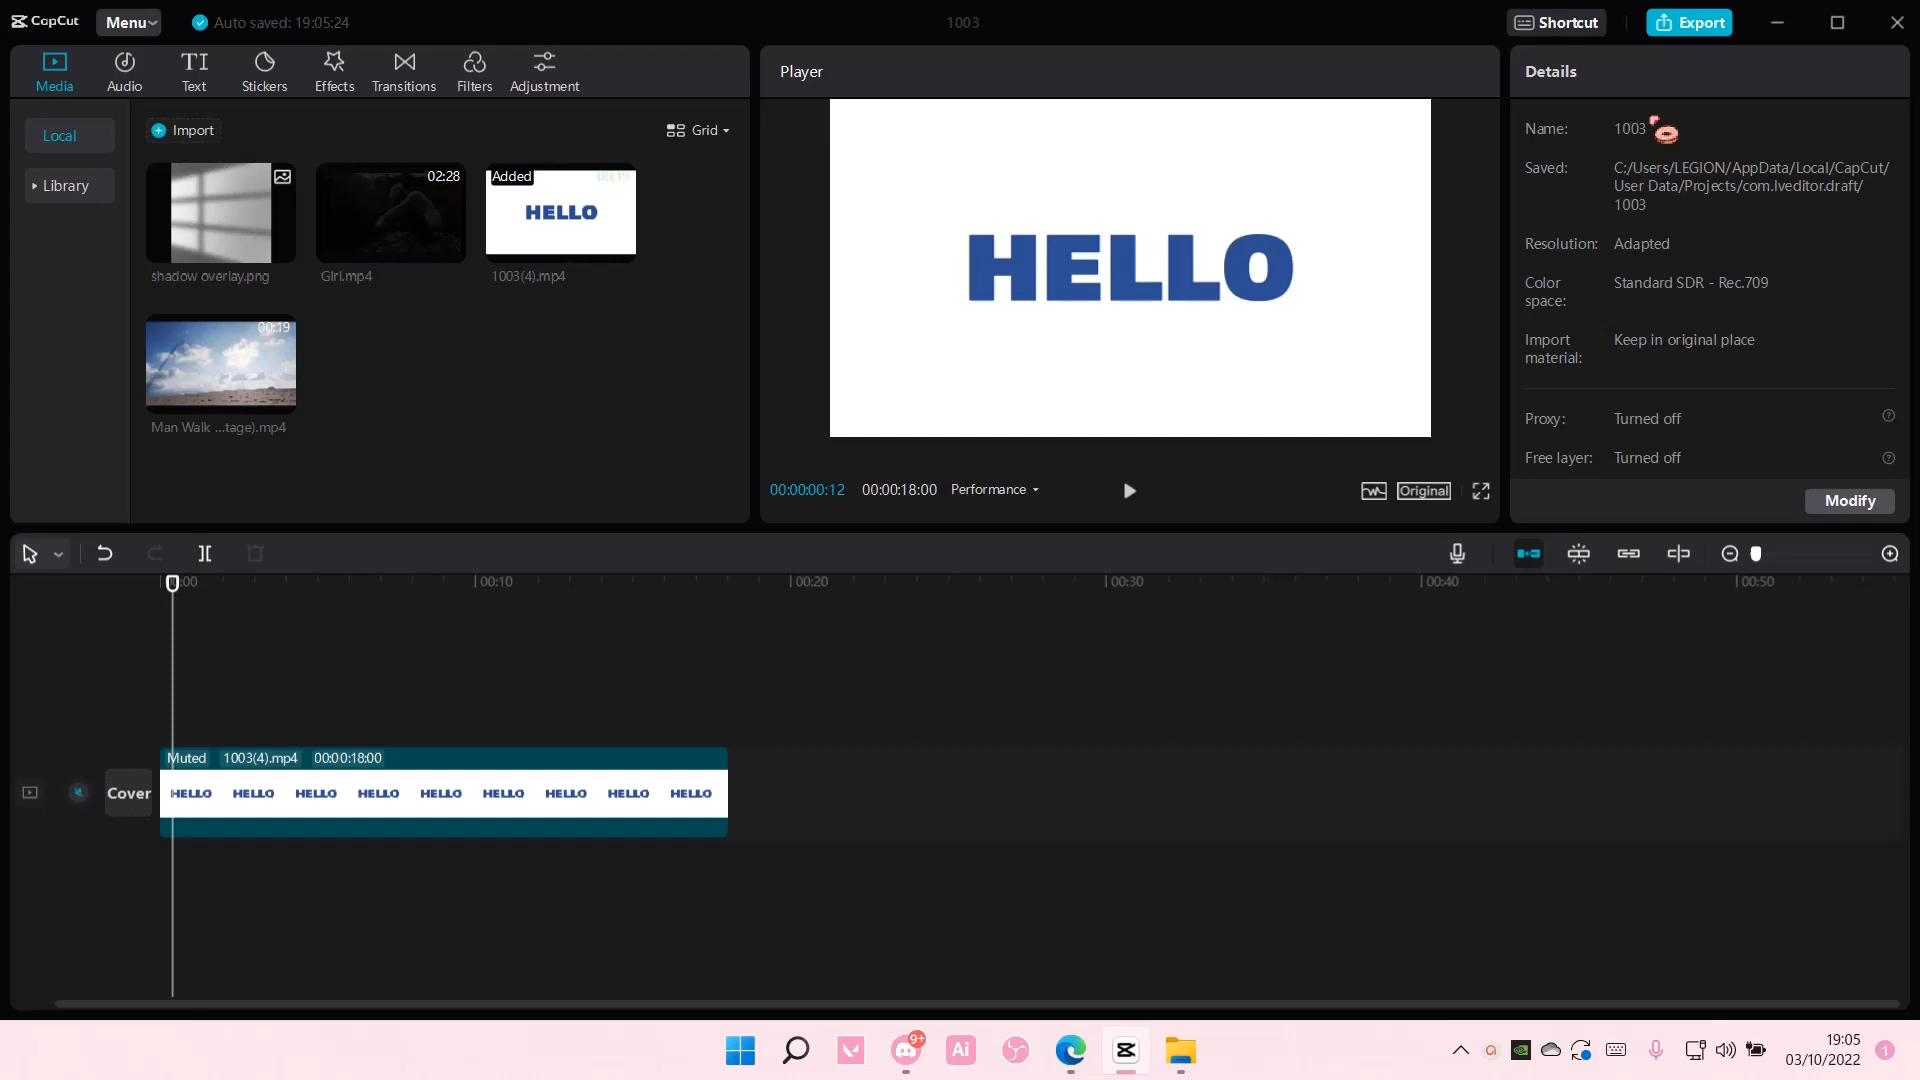 CapCut Menu Auto saved: 19:05:24 1003 Shortcut Export
Media Audio Text Stickers Effects Transitions Filters Adjustment
Player
Details
Local
Library
Import
Grid
02:28
Added
HELLO
shadow overlay.png
Girl.mp4
1003(4).mp4
00:19
Man Walk ...tage).mp4
HELLO
00:00:00:12 00:00:18:00 Performance
Original
Name: 1003
Saved: C:/Users/LEGION/AppData/Local/CapCut/
User Data/Projects/com.lveditor.draft/
1003
Resolution: Adapted
Color space: Standard SDR - Rec.709
Import material: Keep in original place
Proxy: Turned off
Free layer: Turned off
Modify
00:10 00:20 00:30 00:40 00:50
Muted 1003(4).mp4 00:00:18:00
Cover
HELLO HELLO HELLO HELLO HELLO HELLO HELLO HELLO HELLO
9+
Ai
19:05
03/10/2022
1